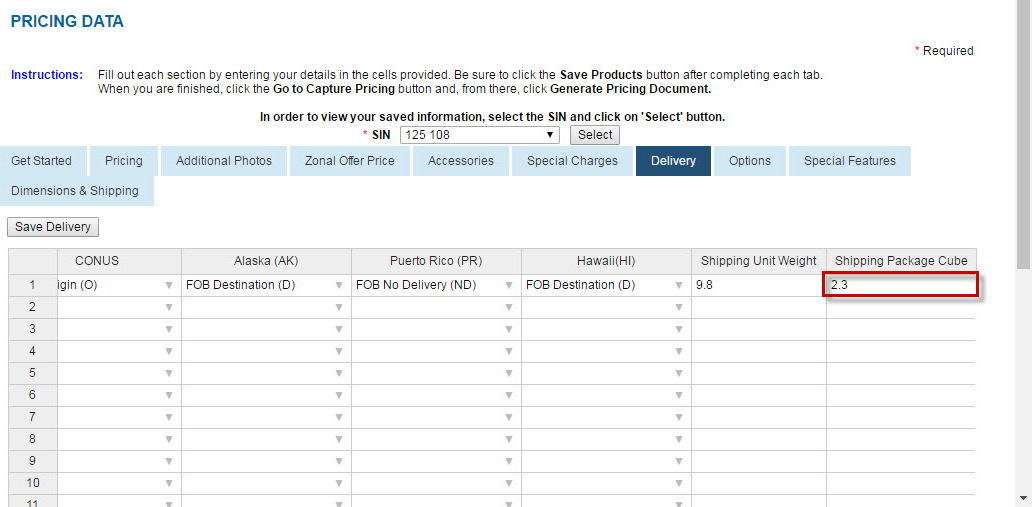 PRICING DATA
* Required
Instructions: Fill out each section by entering your details in the cells provided. Be sure to click the Save Products button after completing each tab.
When you are finished, click the Go to Capture Pricing button and, from there, click Generate Pricing Document.
In order to view your saved information, select the SIN and click on 'Select' button.
* SIN 125 108 Select
Get Started Pricing Additional Photos Zonal Offer Price Accessories Special Charges Delivery Options Special Features
Dimensions & Shipping
Save Delivery
CONUS Alaska (AK) Puerto Rico (PR) Hawaii(HI) Shipping Unit Weight Shipping Package Cube
1 igin (O) FOB Destination (D) FOB No Delivery (ND) FOB Destination (D) 9.8 2.3
2
3
4
5
6
7
8
9
10
11